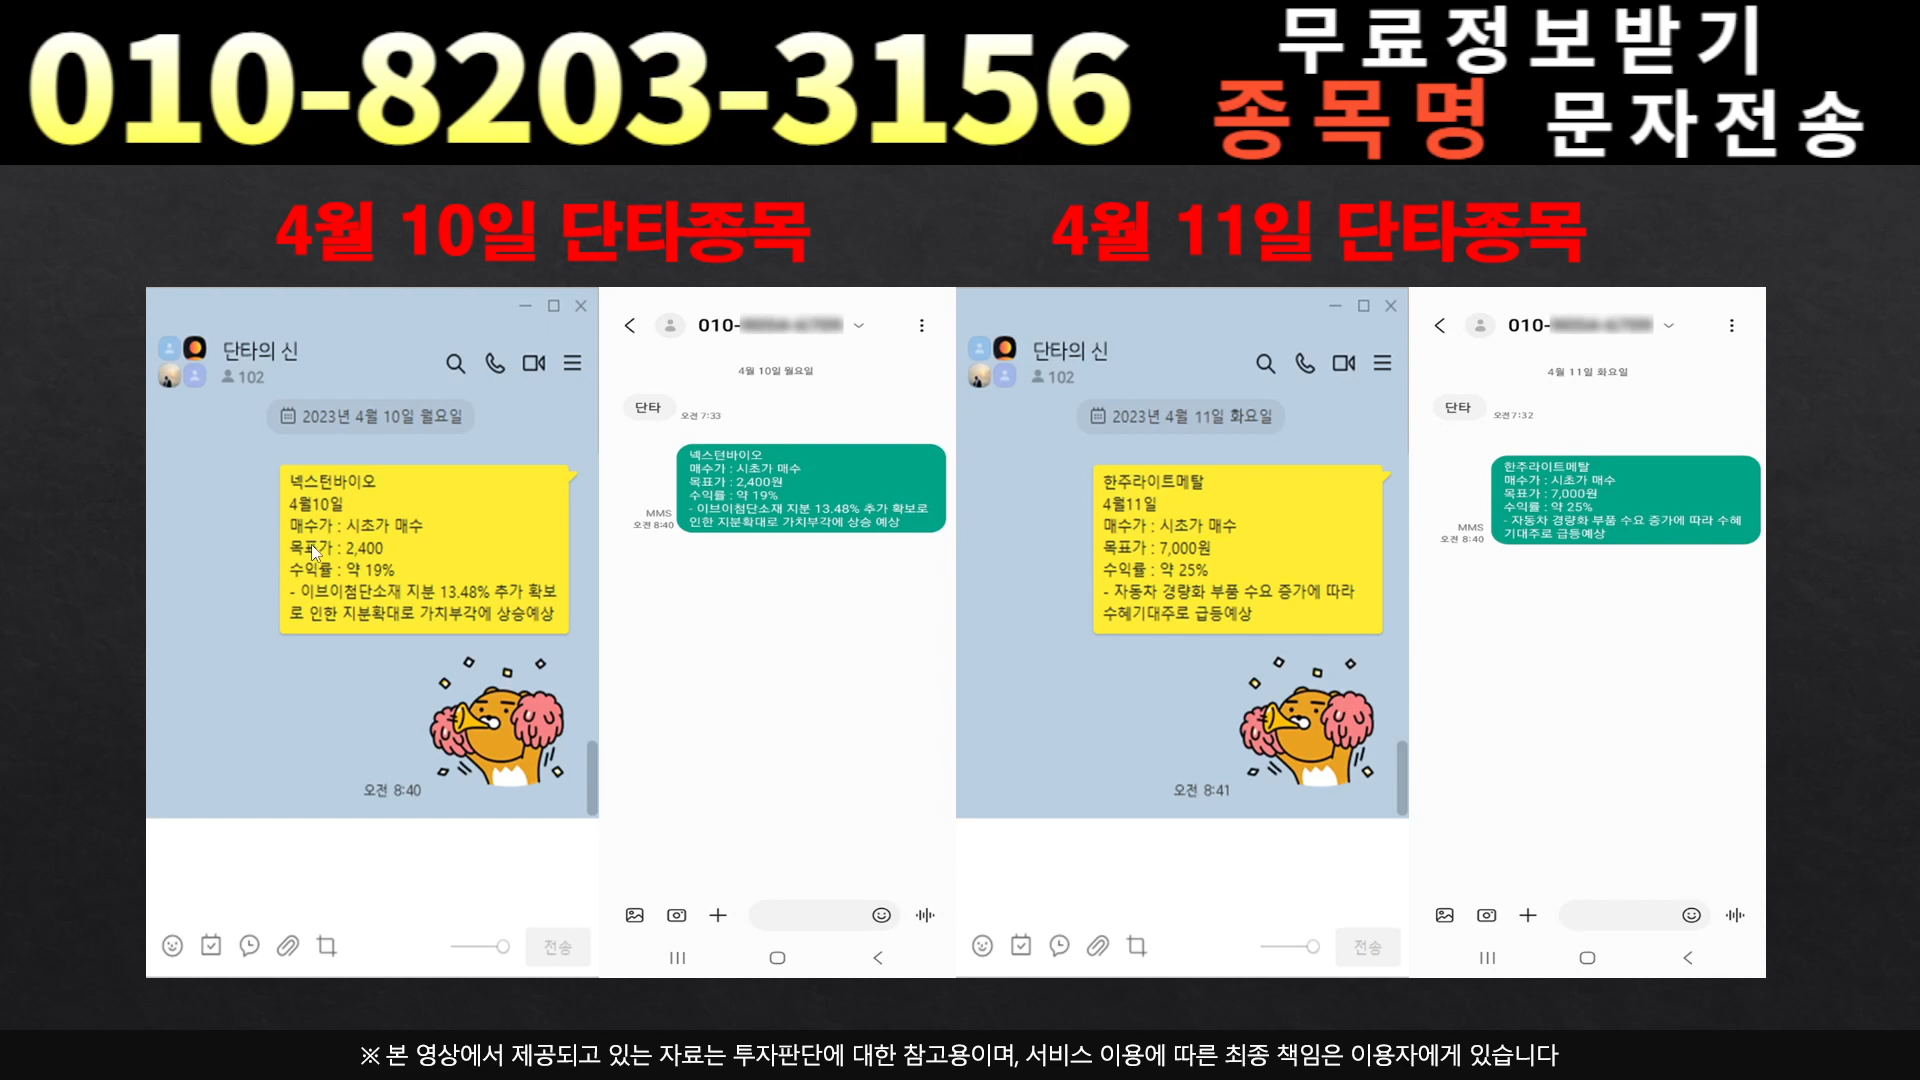 010-8203-3156
무료정보받기
종목명 문자전송
4월 10일 단타종목
4월 11일 단타종목
단타의 신
102
2023년 4월 10일 월요일
넥스턴바이오
4월10일
매수가 : 시초가 매수
목표가 : 2,400
수익률 : 약 19%
- 이브이첨단소재 지분 13.48% 추가 확보
로 인한 지분확대로 가치부각에 상승예상
오전 8:40
전송
010-
4월 10일 월요일
단타
오전 7:33
넥스턴바이오
매수가 : 시초가 매수
목표가 : 2,400원
수익률 : 약 19%
- 이브이첨단소재 지분 13.48% 추가 확보로
인한 지분확대로 가치부각에 상승 예상
MMS
오전 8:40
단타의 신
102
2023년 4월 11일 화요일
한주라이트메탈
4월11일
매수가 : 시초가 매수
목표가 : 7,000원
수익률 : 약 25%
- 자동차 경량화 부품 수요 증가에 따라
수혜기대주로 급등예상
오전 8:41
전송
010-
4월 11일 화요일
단타
오전 7:32
한주라이트메탈
매수가 : 시초가 매수
목표가 : 7,000원
수익률 : 약 25%
- 자동차 경량화 부품 수요 증가에 따라 수혜
기대주로 급등예상
MMS
오전 8:40
※ 본 영상에서 제공되고 있는 자료는 투자판단에 대한 참고용이며, 서비스 이용에 따른 최종 책임은 이용자에게 있습니다